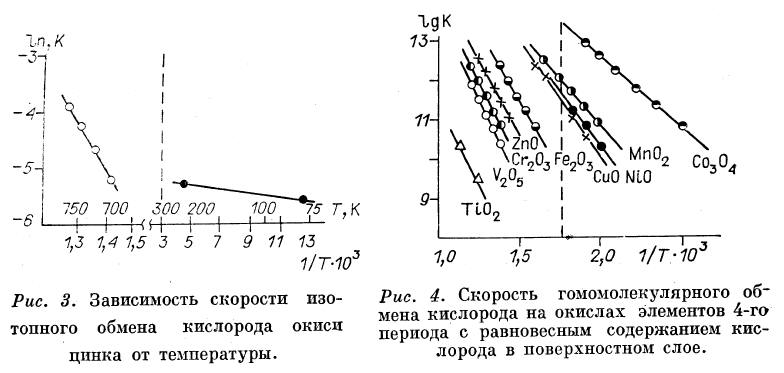 ln, K
-3
-4
-5
-6
750
700
300
200
100
75
T, K
1,3
1,4
1,5
3
5
7
9
11
13
1/T·10³
Рис. 3. Зависимость скорости изо-
топного обмена кислорода окиси
цинка от температуры.
lgK
13
11
9
ZnO
Cr₂O₃
Fe₂O₃
MnO₂
Co₃O₄
V₂O₅
CuO
NiO
TiO₂
1,0
1,5
2,0
1/T·10³
Рис. 4. Скорость гомомолекулярного об-
мена кислорода на окислах элементов 4-го
периода с равновесным содержанием кис-
лорода в поверхностном слое.